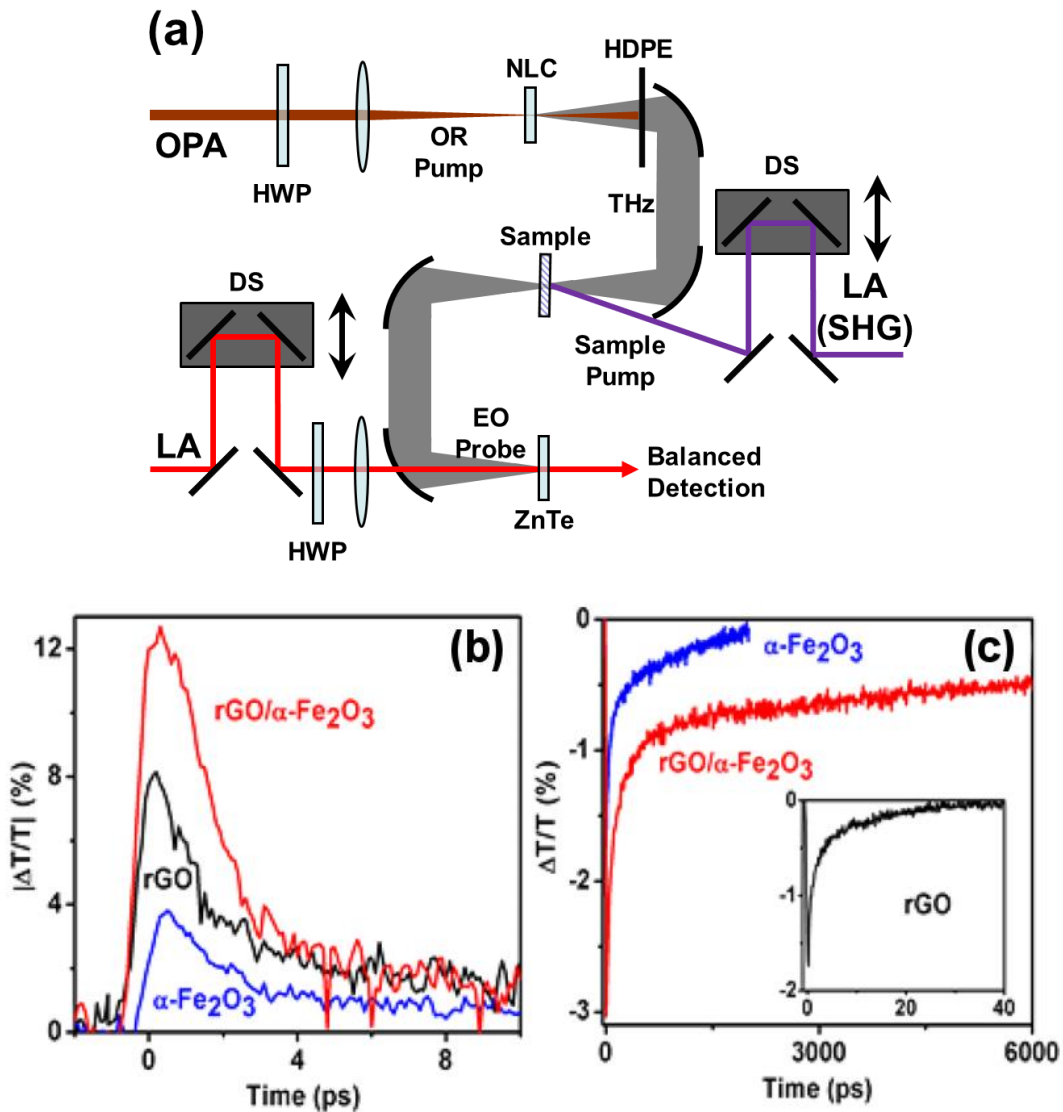 (a)
HDPE
NLC
OPA
OR
Pump
HWP
THz
DS
Sample
LA
(SHG)
Sample
Pump
DS
LA
EO
Probe
Balanced
Detection
HWP
ZnTe
(b)
12
8
4
0
|ΔT/T| (%)
rGO/α-Fe₂O₃
rGO
α-Fe₂O₃
0
4
8
Time (ps)
(c)
0
-1
-2
-3
ΔT/T (%)
α-Fe₂O₃
rGO/α-Fe₂O₃
0
-1
-2
rGO
0
20
40
0
3000
6000
Time (ps)